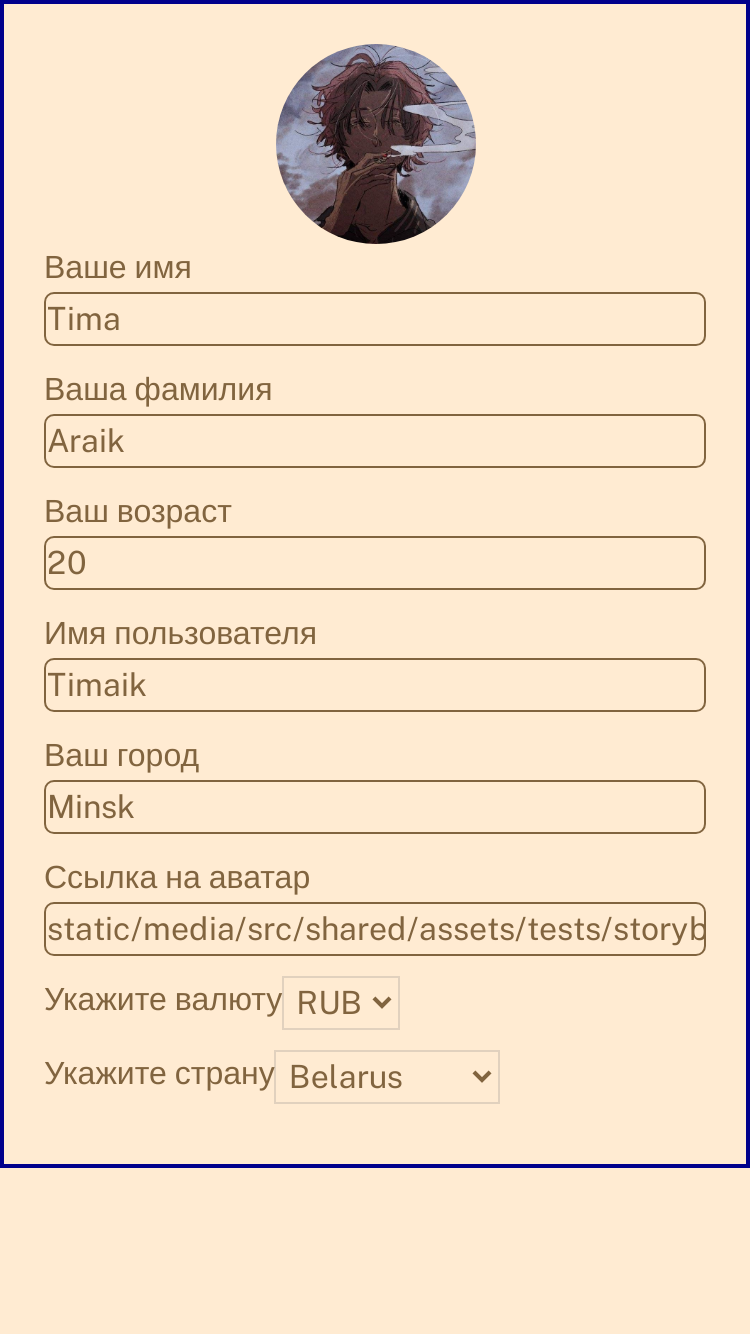 Ваше имя
Tima
Ваша фамилия
Araik
Ваш возраст
20
Имя пользователя
Timaik
Ваш город
Minsk
Ссылка на аватар
static/media/src/shared/assets/tests/storyb
Укажите валюту RUB
Укажите страну Belarus